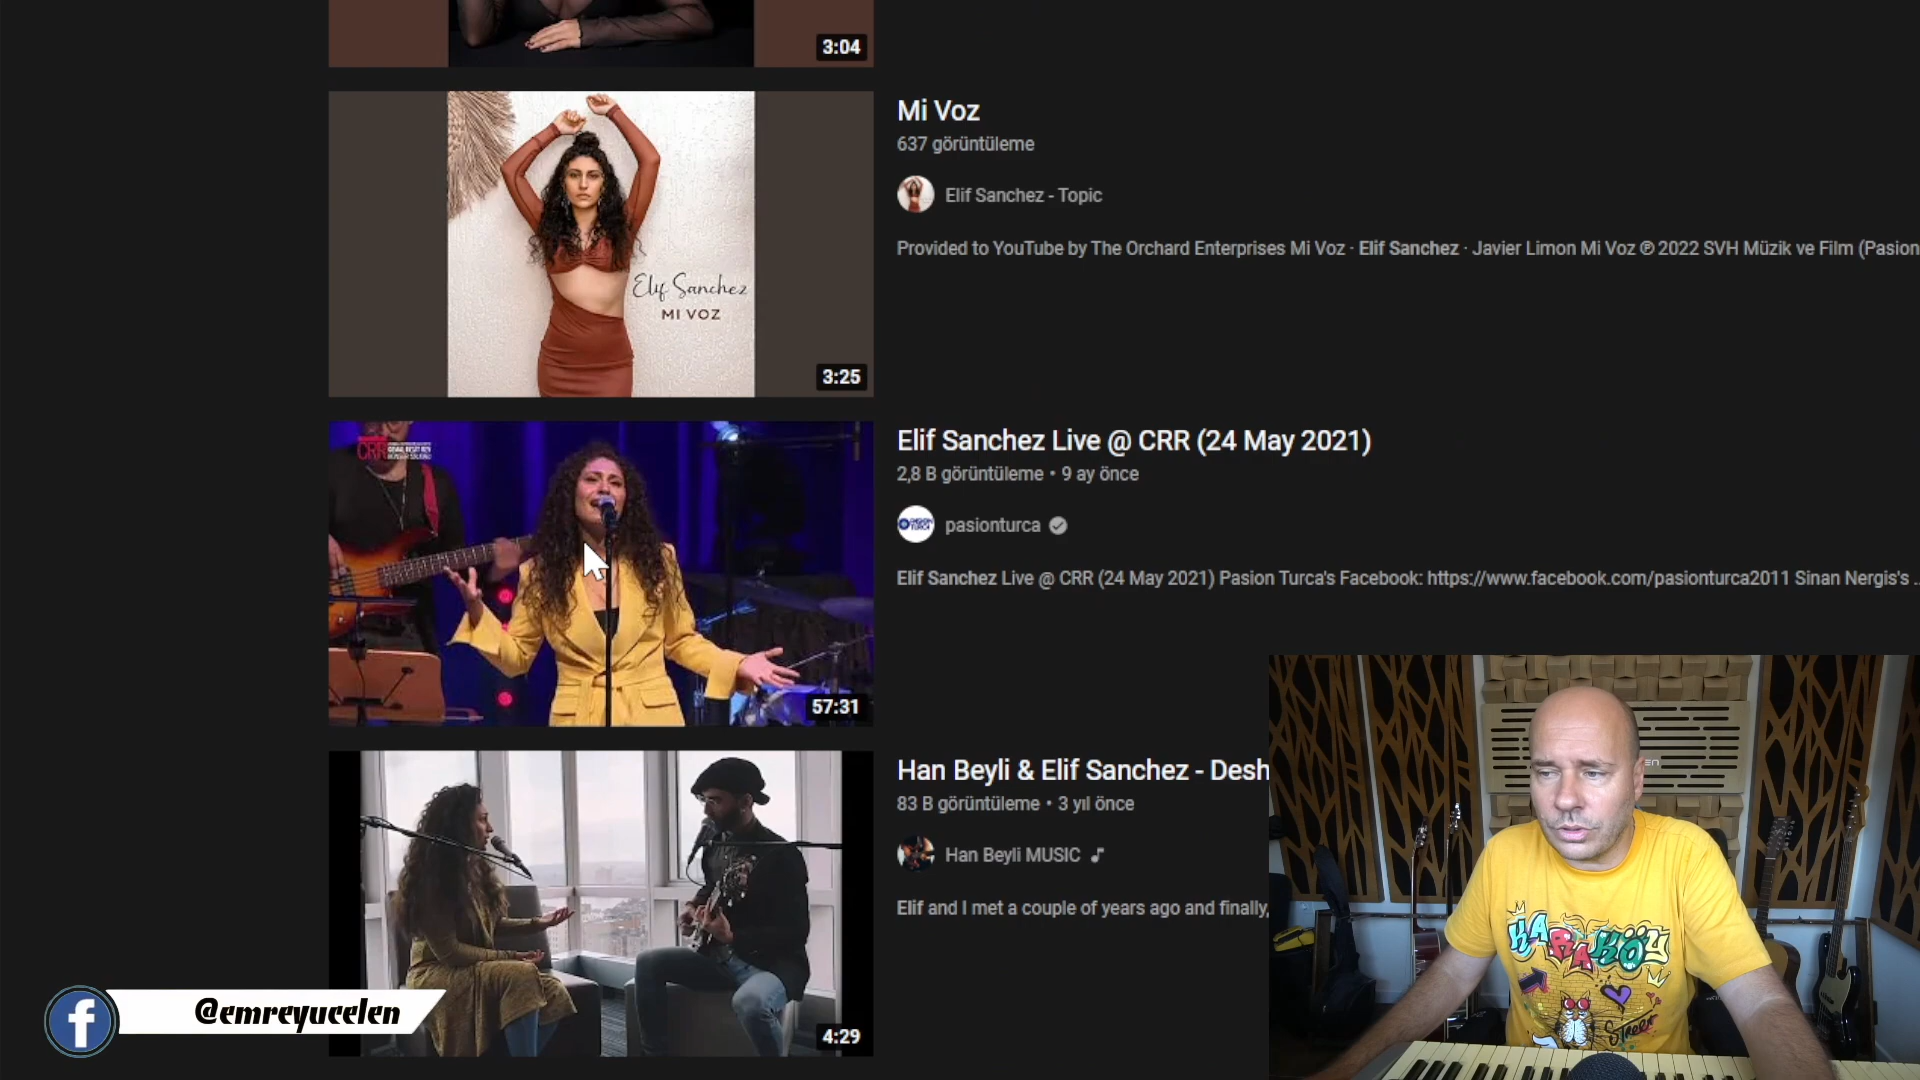 3:04
Elif Sanchez
MI VOZ
3:25
Mi Voz
637 görüntüleme
Elif Sanchez - Topic
Provided to YouTube by The Orchard Enterprises Mi Voz · Elif Sanchez · Javier Limon Mi Voz ℗ 2022 SVH Müzik ve Film (Pasion
CRR
57:31
Elif Sanchez Live @ CRR (24 May 2021)
2,8 B görüntüleme • 9 ay önce
pasionturca
Elif Sanchez Live @ CRR (24 May 2021) Pasion Turca's Facebook: https://www.facebook.com/pasionturca2011 Sinan Nergis's ...
4:29
Han Beyli & Elif Sanchez - Desh
83 B görüntüleme • 3 yıl önce
Han Beyli MUSIC
Elif and I met a couple of years ago and finally,
KARAKÖY
Street
f @emreyucelen